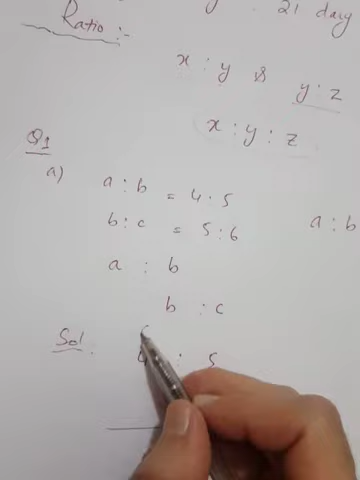 y : 21 day
Ratio :-
x : y & y : z
x : y : z
Q1
a) a : b = 4 : 5
b : c = 5 : 6 a : b
a : b
b : c
Sol. : 5